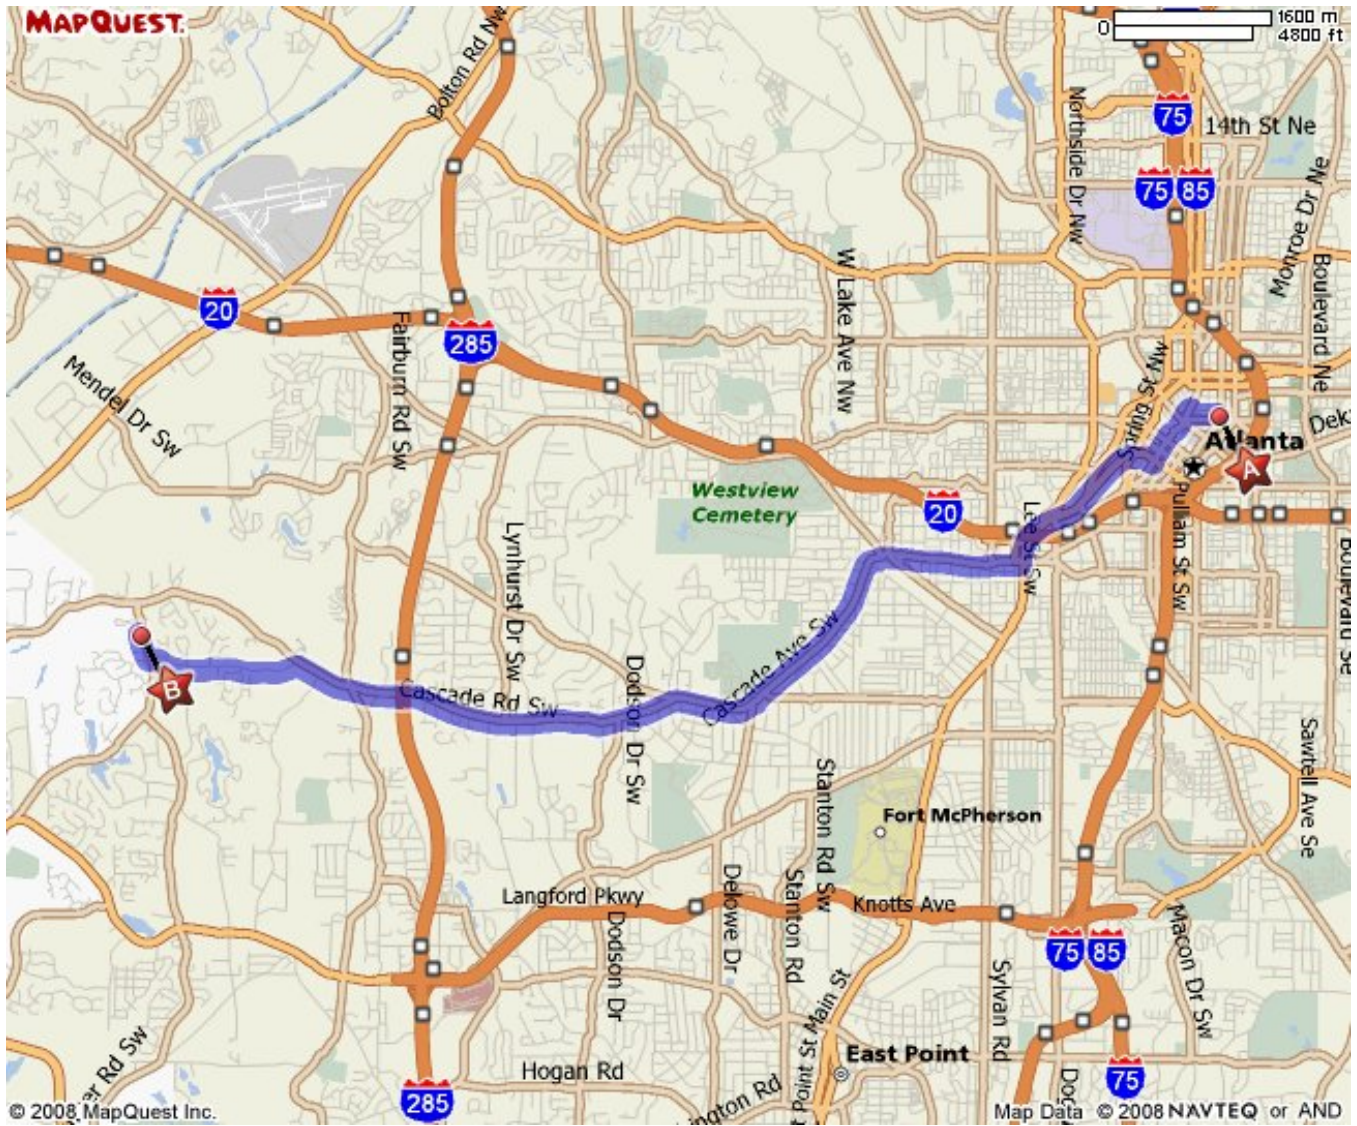 MAPQUEST.
0
1600 m
4800 ft
Bolton Rd Nw
Northside Dr Nw
75
14th St Ne
75
85
Monroe Dr Ne
Boulevard Ne
W Lake Ave Nw
20
Fairburn Rd Sw
285
Mendel Dr Sw
Spring St Nw
Atlanta
A
Westview
Cemetery
20
Lee St Sw
Pulliam St Sw
Boulevard Se
Lynhurst Dr Sw
B
Cascade Rd Sw
Dodson Dr Sw
Cascade Ave Sw
Stanton Rd Sw
Sawtell Ave Se
Fort McPherson
Langford Pkwy
Delowe Dr
Stanton Rd
Knotts Ave
Dodson Dr
75
85
Macon Dr Sw
Sylvan Rd
Point St Main St
East Point
Hogan Rd
Rd Sw
Rd
285
75
© 2008 MapQuest Inc.
Map Data © 2008 NAVTEQ or AND